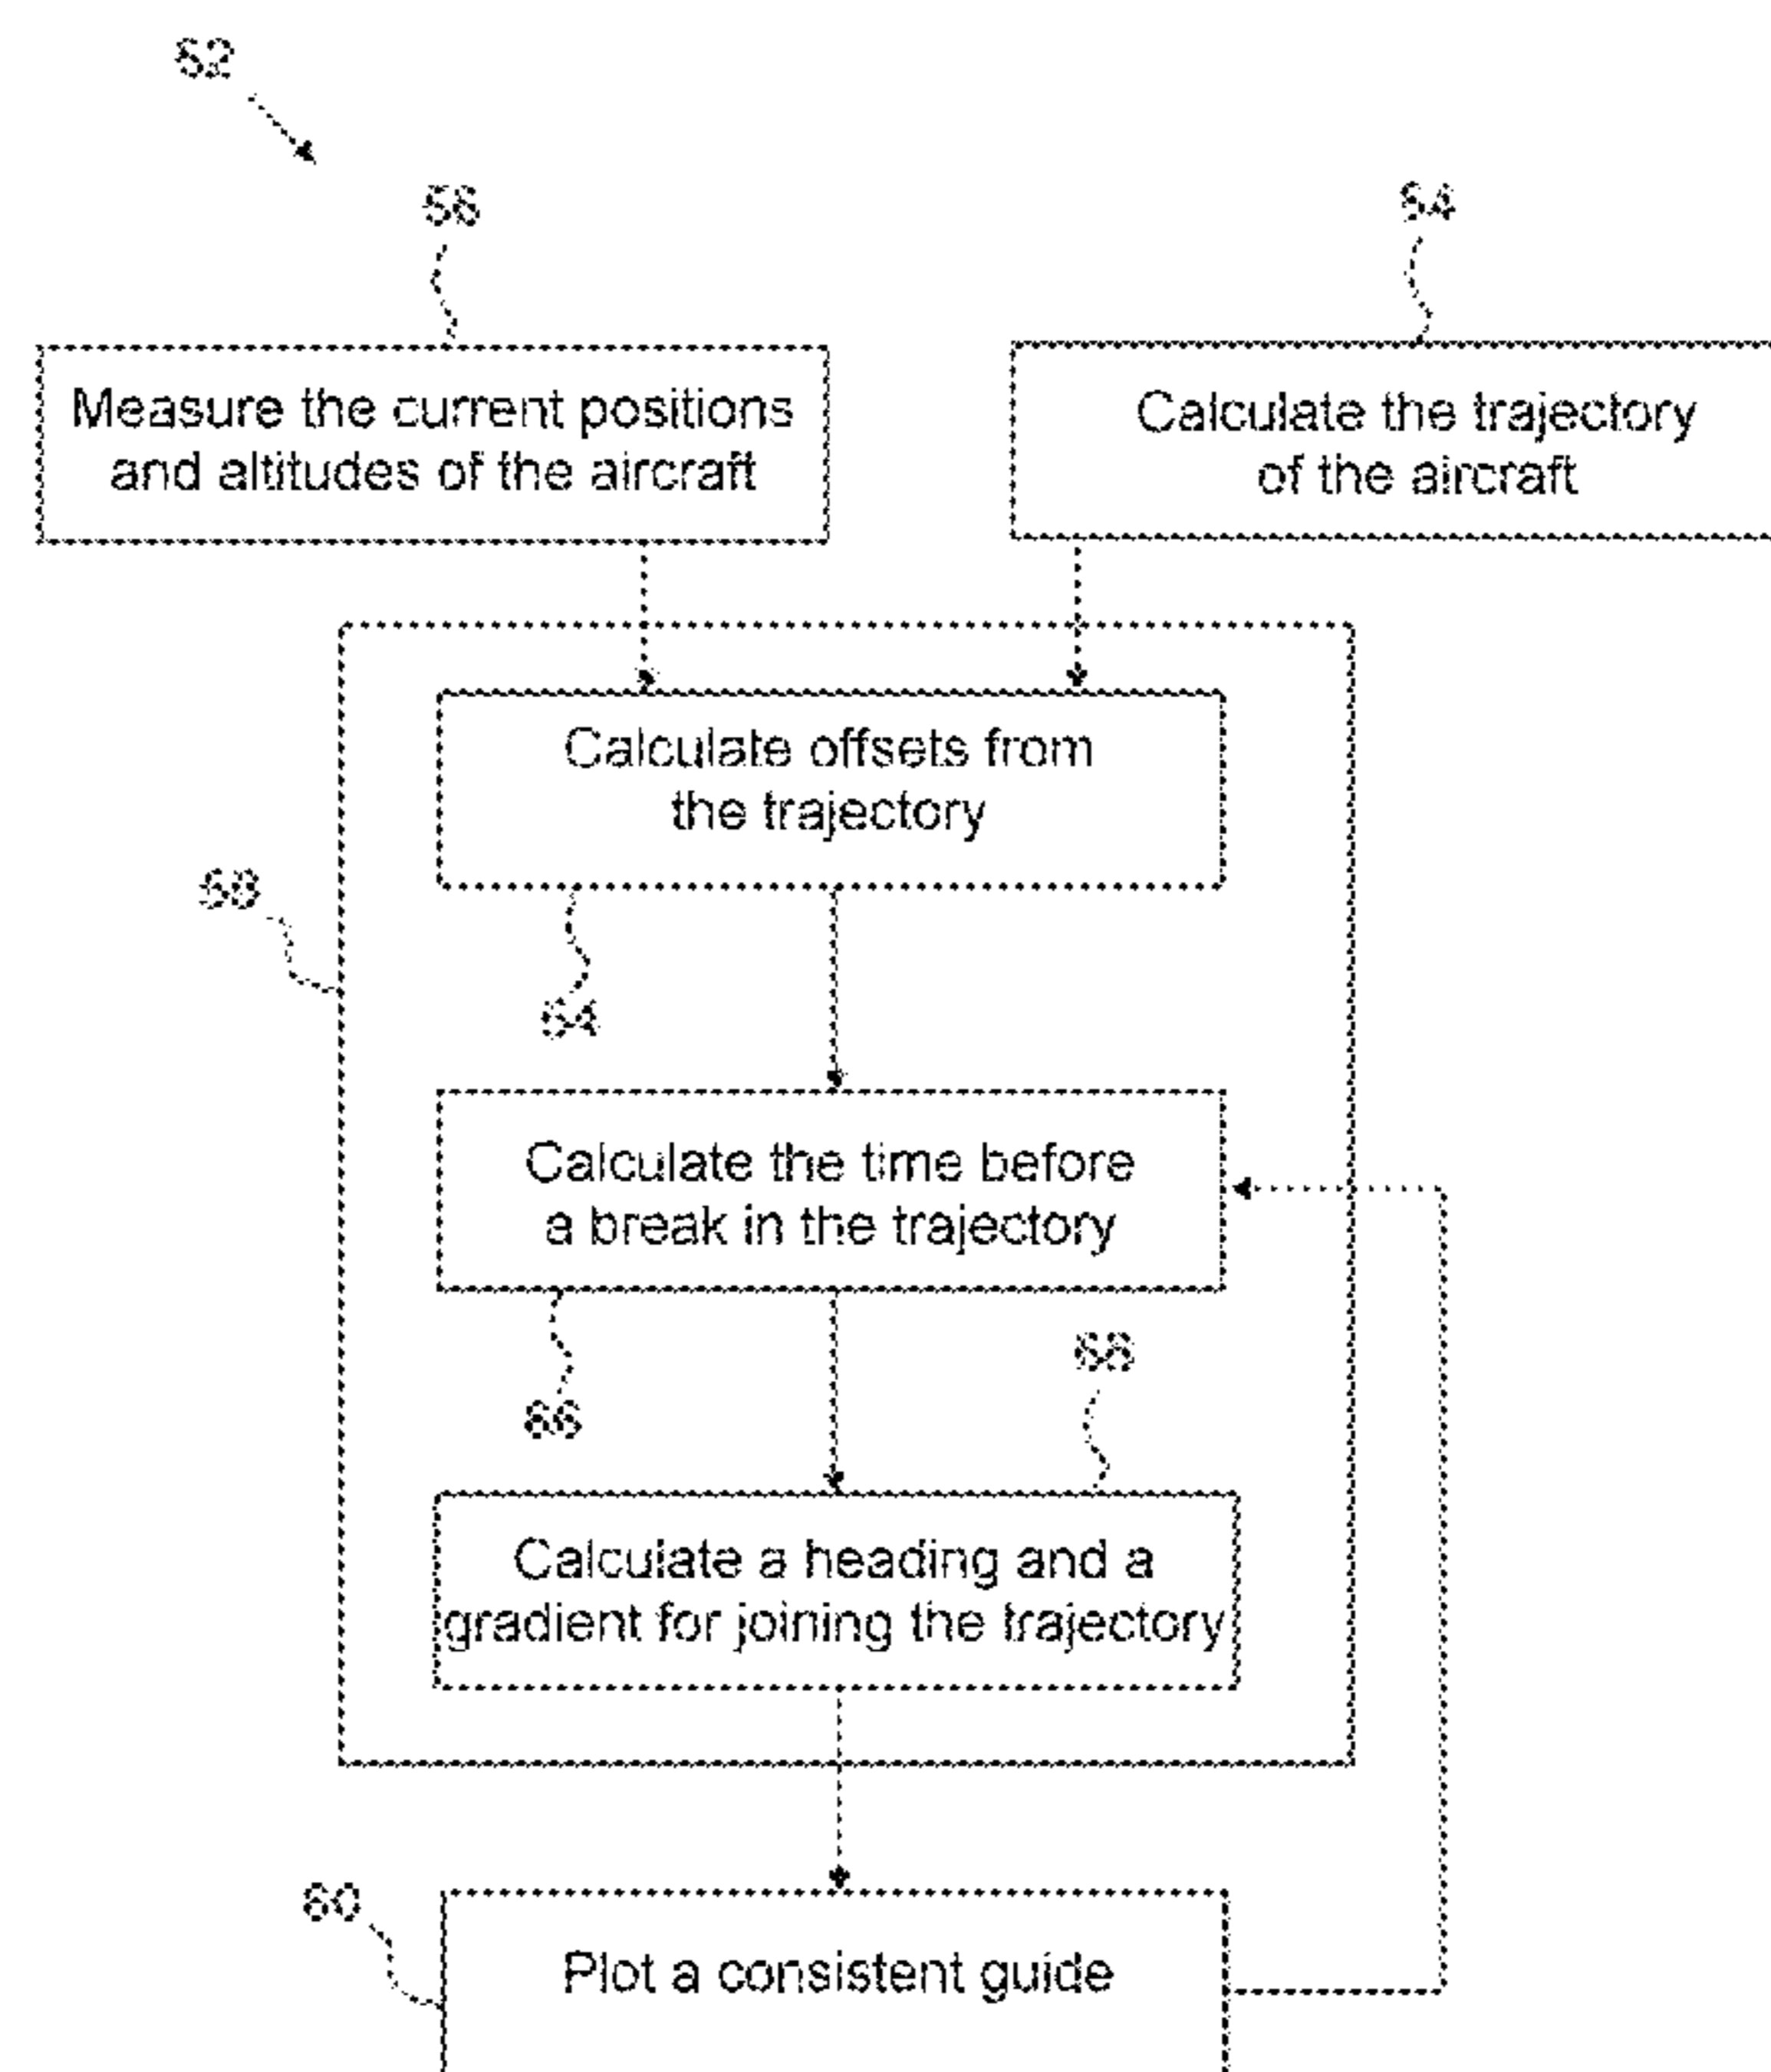 52
56
54
Measure the current positions
and altitudes of the aircraft
Calculate the trajectory
of the aircraft
Calculate offsets from
the trajectory
58
64
Calculate the time before
a break in the trajectory
68
66
Calculate a heading and a
gradient for joining the trajectory
60
Plot a consistent guide